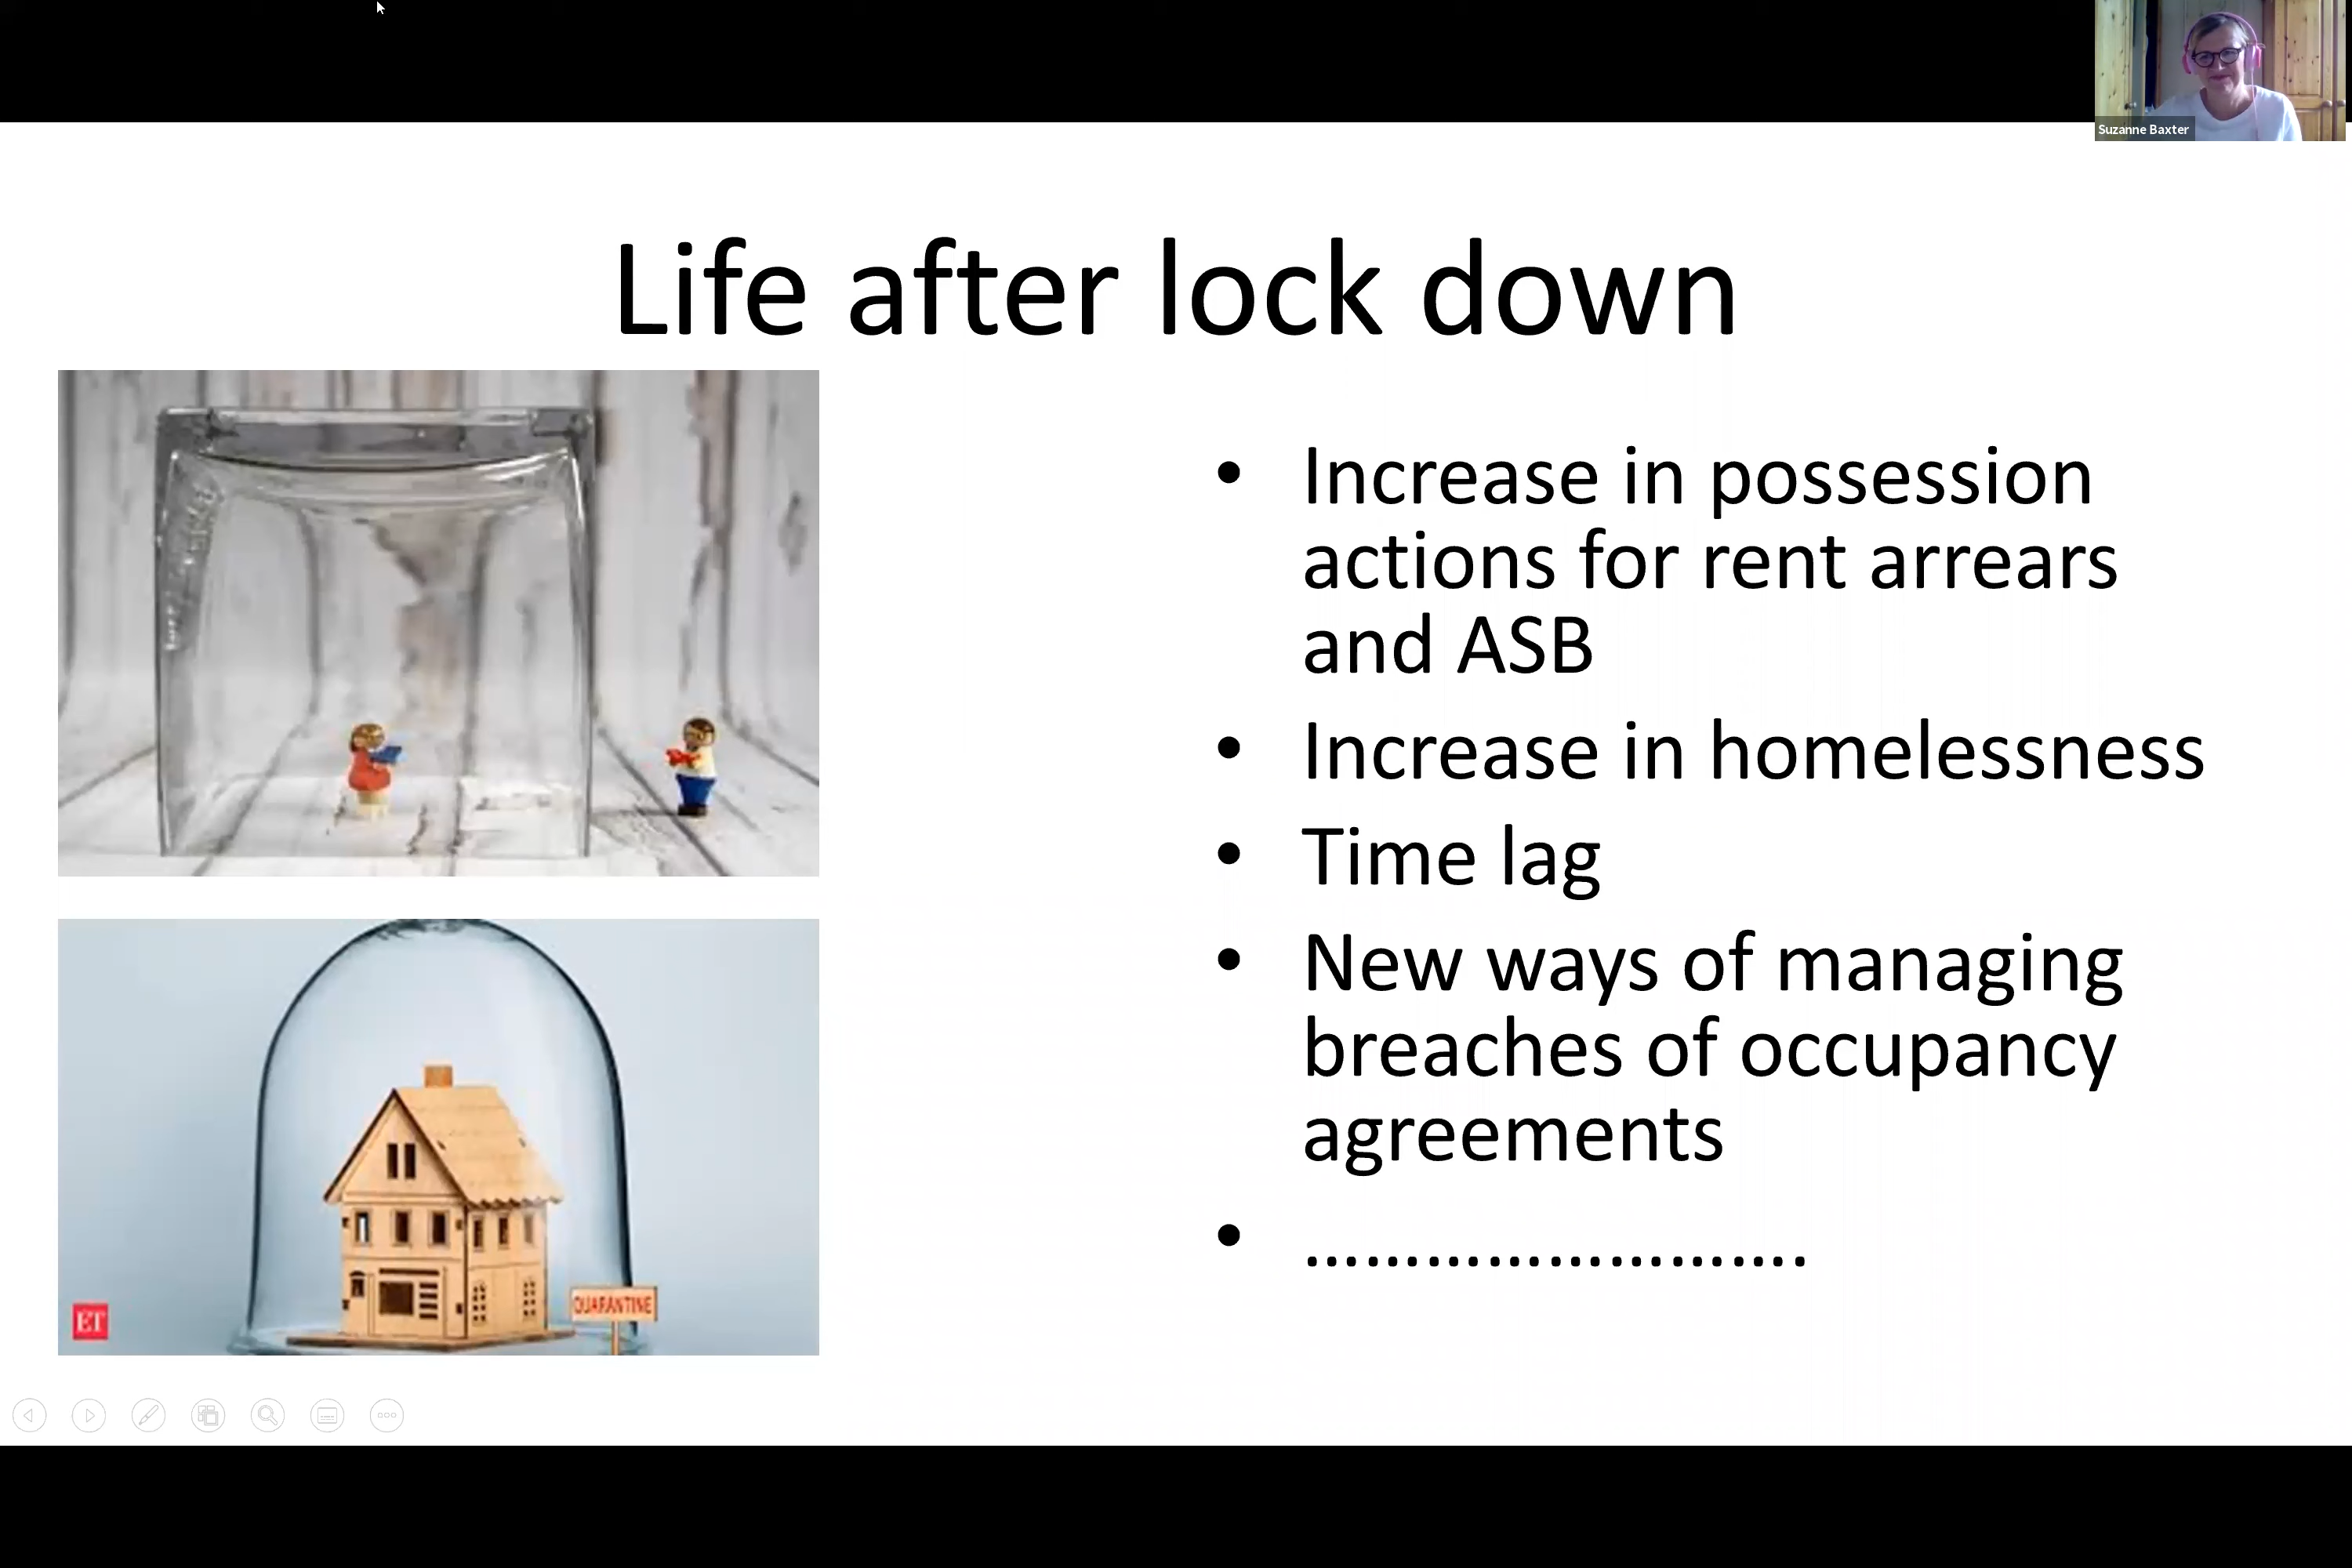 Suzanne Baxter
Life after lock down
• Increase in possession
actions for rent arrears
and ASB
• Increase in homelessness
• Time lag
• New ways of managing
breaches of occupancy
agreements
• .........................
QUARANTINE
ET